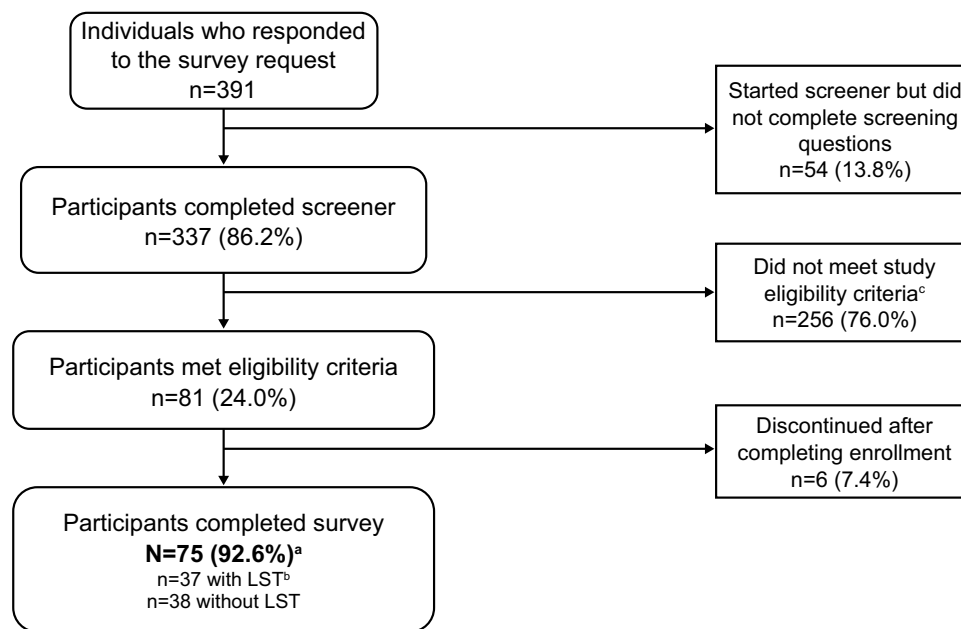 Individuals who responded
to the survey request
n=391
Started screener but did
not complete screening
questions
n=54 (13.8%)
Participants completed screener
n=337 (86.2%)
Did not meet study
eligibility criteriaᶜ
n=256 (76.0%)
Participants met eligibility criteria
n=81 (24.0%)
Discontinued after
completing enrollment
n=6 (7.4%)
Participants completed survey
N=75 (92.6%)ᵃ
n=37 with LSTᵇ
n=38 without LST